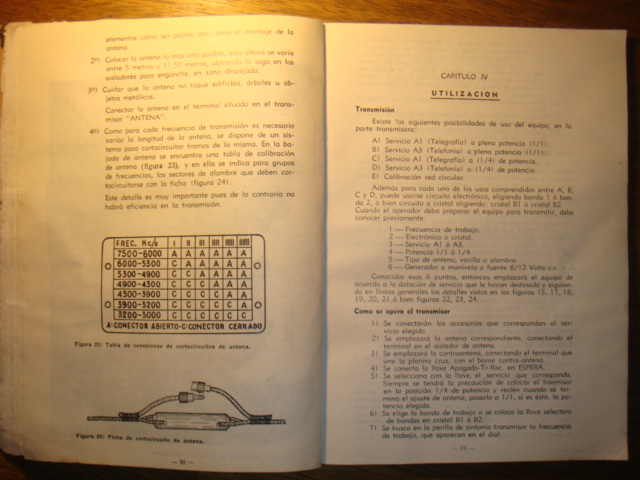 elementos como ser postes, etc., para el montaje de la
antena.
2º) Colocar la antena lo mas alta posible; esta altura se varía
entre 5 metros y 11,50 metros, ubicando la soga en los
aisladores para enganche, en zona despejada.
3º) Cuidar que la antena no toque edificios, árboles u ob-
jetos metálicos.
Conectar la antena en el terminal situado en el trans-
misor "ANTENA".
4º) Como para cada frecuencia de transmisión es necesario
variar la longitud de la antena, se dispone de un sis-
tema para cortocircuitar tramos de la misma. En la ba-
jada de antena se encuentra una tabla de calibración
de antena (figura 23), y en ella se indica para grupos
de frecuencias, los sectores de alambre que deben cor-
tocircuitarse con la ficha (figura 24).
Este detalle es muy importante pues de lo contrario no
habrá eficiencia en la transmisión.
FREC. Kc/s I II III IIII IIIII IIIIII
7500-6000 A A A A A A
6000-5300 C A A A A A
5300-4900 C C A A A A
4900-4300 C C C A A A
4300-3900 C C C C A A
3900-3200 C C C C C A
3200-3000 C C C C C C
A:CONECTOR ABIERTO-C:CONECTOR CERRADO
Figura 23: Tabla de conexiones de cortocircuitos de antena.
Figura 24: Ficha de cortocircuito de antena.
CAPITULO IV
UTILIZACION
Transmisión
Existe las siguientes posibilidades de uso del equipo, en la
parte transmisora:
A) Servicio A1 (Telegrafía) a plena potencia (1/1).
B) Servicio A3 (Telefonía) a plena potencia (1/1).
C) Servicio A1 (Telegrafía) a (1/4) de potencia.
D) Servicio A3 (Telefonía) a (1/4) de potencia.
E) Calibración red circular.
Además para cada uno de los usos comprendidos entre A, B,
C y D, puede usarse circuito electrónico, eligiendo banda 1 ó ban-
da 2, ó bien circuito a cristal eligiendo: cristal B1 ó cristal B2.
Cuando el operador deba preparar el equipo para transmitir, debe
conocer previamente:
1 — Frecuencia de trabajo.
2 — Electrónico o cristal.
3 — Servicio A1 ó A3.
4 — Potencia 1/1 ó 1/4.
5 — Tipo de antena, varilla o alambre.
6 — Generador a manivela o fuente 6/12 Volts c.c.
Conocidos esos 6 puntos, entonces emplazará el equipo de
acuerdo a la dotación de servicio que le hayan destinado y siguien-
do en líneas generales los detalles vistos en las figuras 15, 17, 18,
19, 20, 21 ó bien figuras 22, 23, 24.
Como se opera el transmisor
1) Se conectarán los accesorios que correspondan al ser-
vicio elegido.
2) Se emplazará la antena correspondiente, conectando el
terminal en el aislador de antena.
3) Se emplazará la contraantena, conectando el terminal que
une la platina cruz, con el borne contra-antena.
4) Se conecta la llave Apagado-Tr-Rec. en ESPERA.
5) Se selecciona con la llave, el servicio que corresponda.
Siempre se tendrá la precaución de colocar el trasmisor
en la posición 1/4 de potencia y recién cuando se ter-
mina el ajuste de antena, pasarlo a 1/1, si es ésta, la po-
tencia elegida.
6) Se elige la banda de trabajo o se coloca la llave selectora
de bandas en cristal B1 ó B2.
7) Se busca en la perilla de sintonía transmisor la frecuencia
de trabajo, que aparecen en el dial.